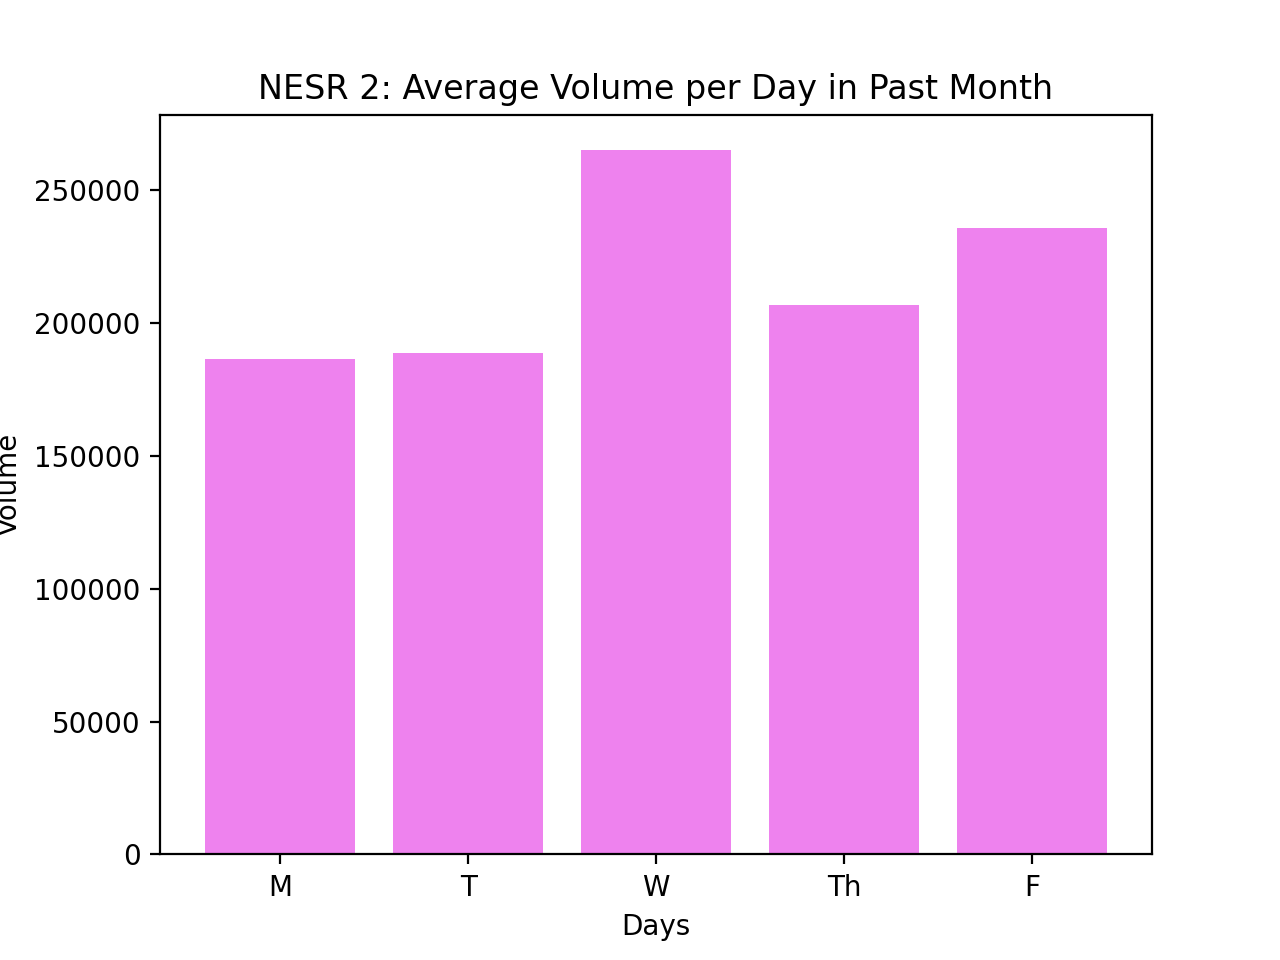 NESR 2: Average Volume per Day in Past Month
250000
200000
150000
100000
50000
0
Volume
M T W Th F
Days